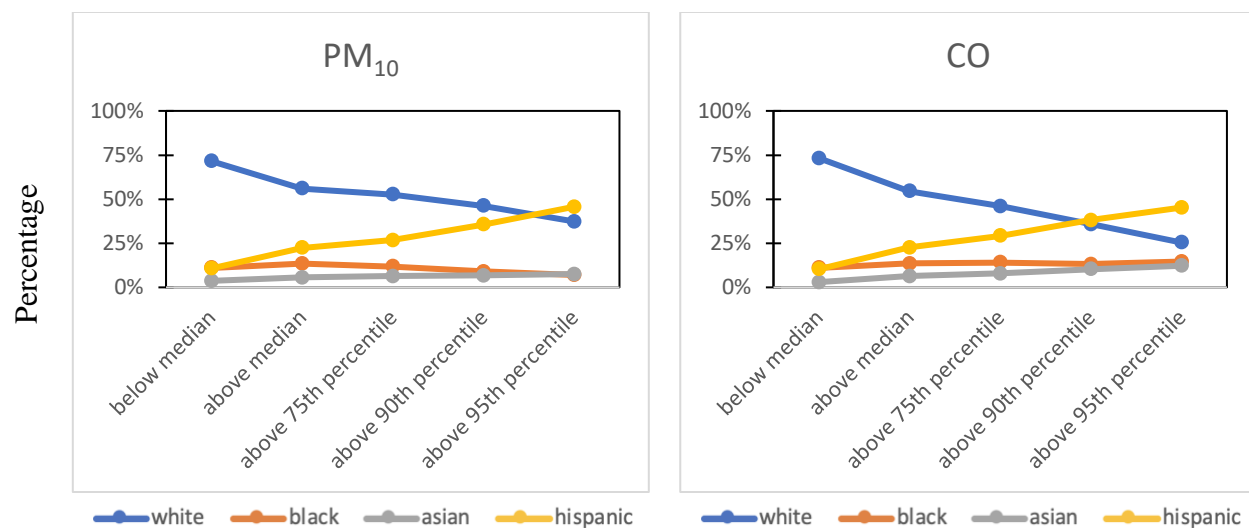 Percentage
PM₁₀
100%
75%
50%
25%
0%
below median
above median
above 75th percentile
above 90th percentile
above 95th percentile
white black asian hispanic
CO
100%
75%
50%
25%
0%
below median
above median
above 75th percentile
above 90th percentile
above 95th percentile
white black asian hispanic